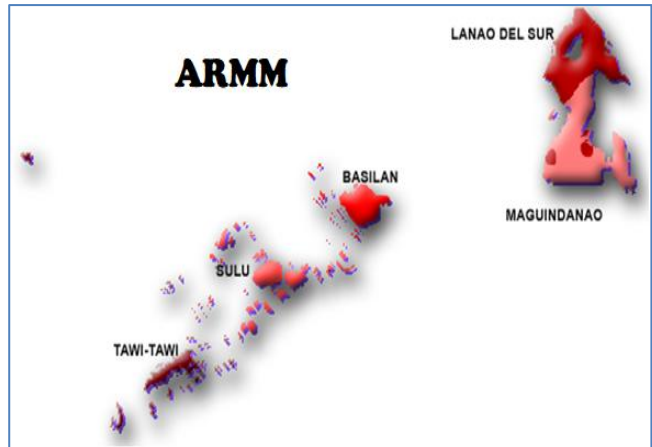 LANAO DEL SUR
ARMM
BASILAN
MAGUINDANAO
SULU
TAWI-TAWI